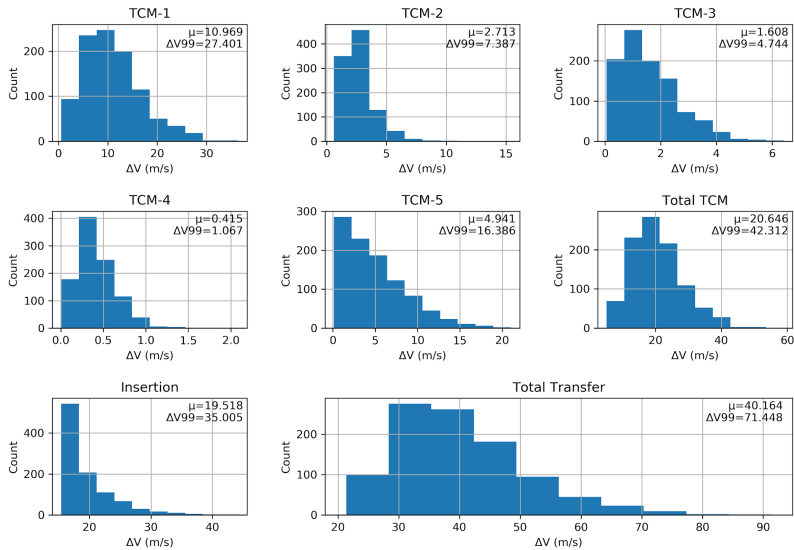 TCM-1
μ=10.969
ΔV99=27.401
Count
200
100
0
0
10
20
30
ΔV (m/s)
TCM-2
μ=2.713
ΔV99=7.387
Count
400
300
200
100
0
0
5
10
15
ΔV (m/s)
TCM-3
μ=1.608
ΔV99=4.744
Count
200
100
0
0
2
4
6
ΔV (m/s)
TCM-4
μ=0.415
ΔV99=1.067
Count
400
300
200
100
0
0.0
0.5
1.0
1.5
2.0
ΔV (m/s)
TCM-5
μ=4.941
ΔV99=16.386
Count
300
200
100
0
0
5
10
15
20
ΔV (m/s)
Total TCM
μ=20.646
ΔV99=42.312
Count
200
100
0
20
40
60
ΔV (m/s)
Insertion
μ=19.518
ΔV99=35.005
Count
400
200
0
20
30
40
ΔV (m/s)
Total Transfer
μ=40.164
ΔV99=71.448
Count
200
100
0
20
30
40
50
60
70
80
90
ΔV (m/s)